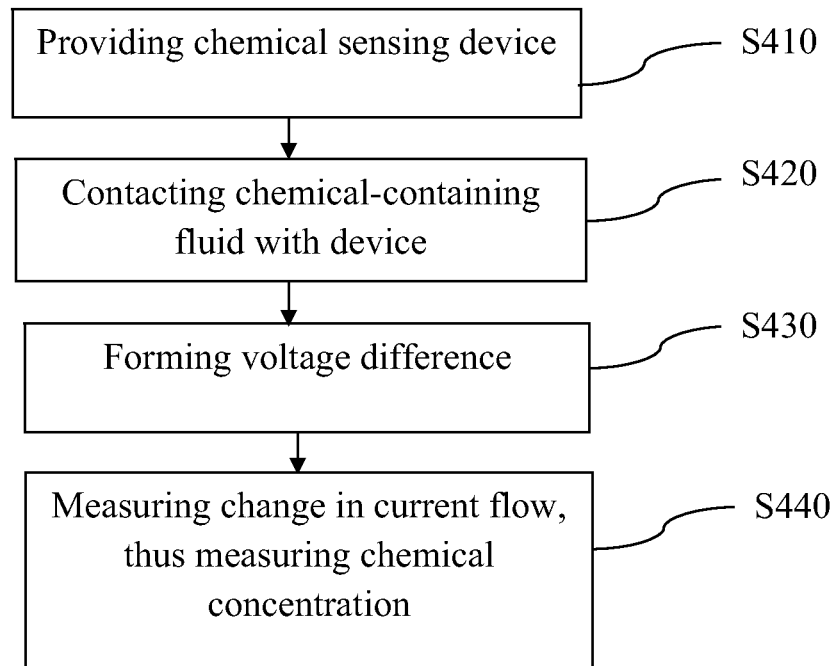 Providing chemical sensing device
S410
Contacting chemical-containing
fluid with device
S420
Forming voltage difference
S430
Measuring change in current flow,
thus measuring chemical
concentration
S440